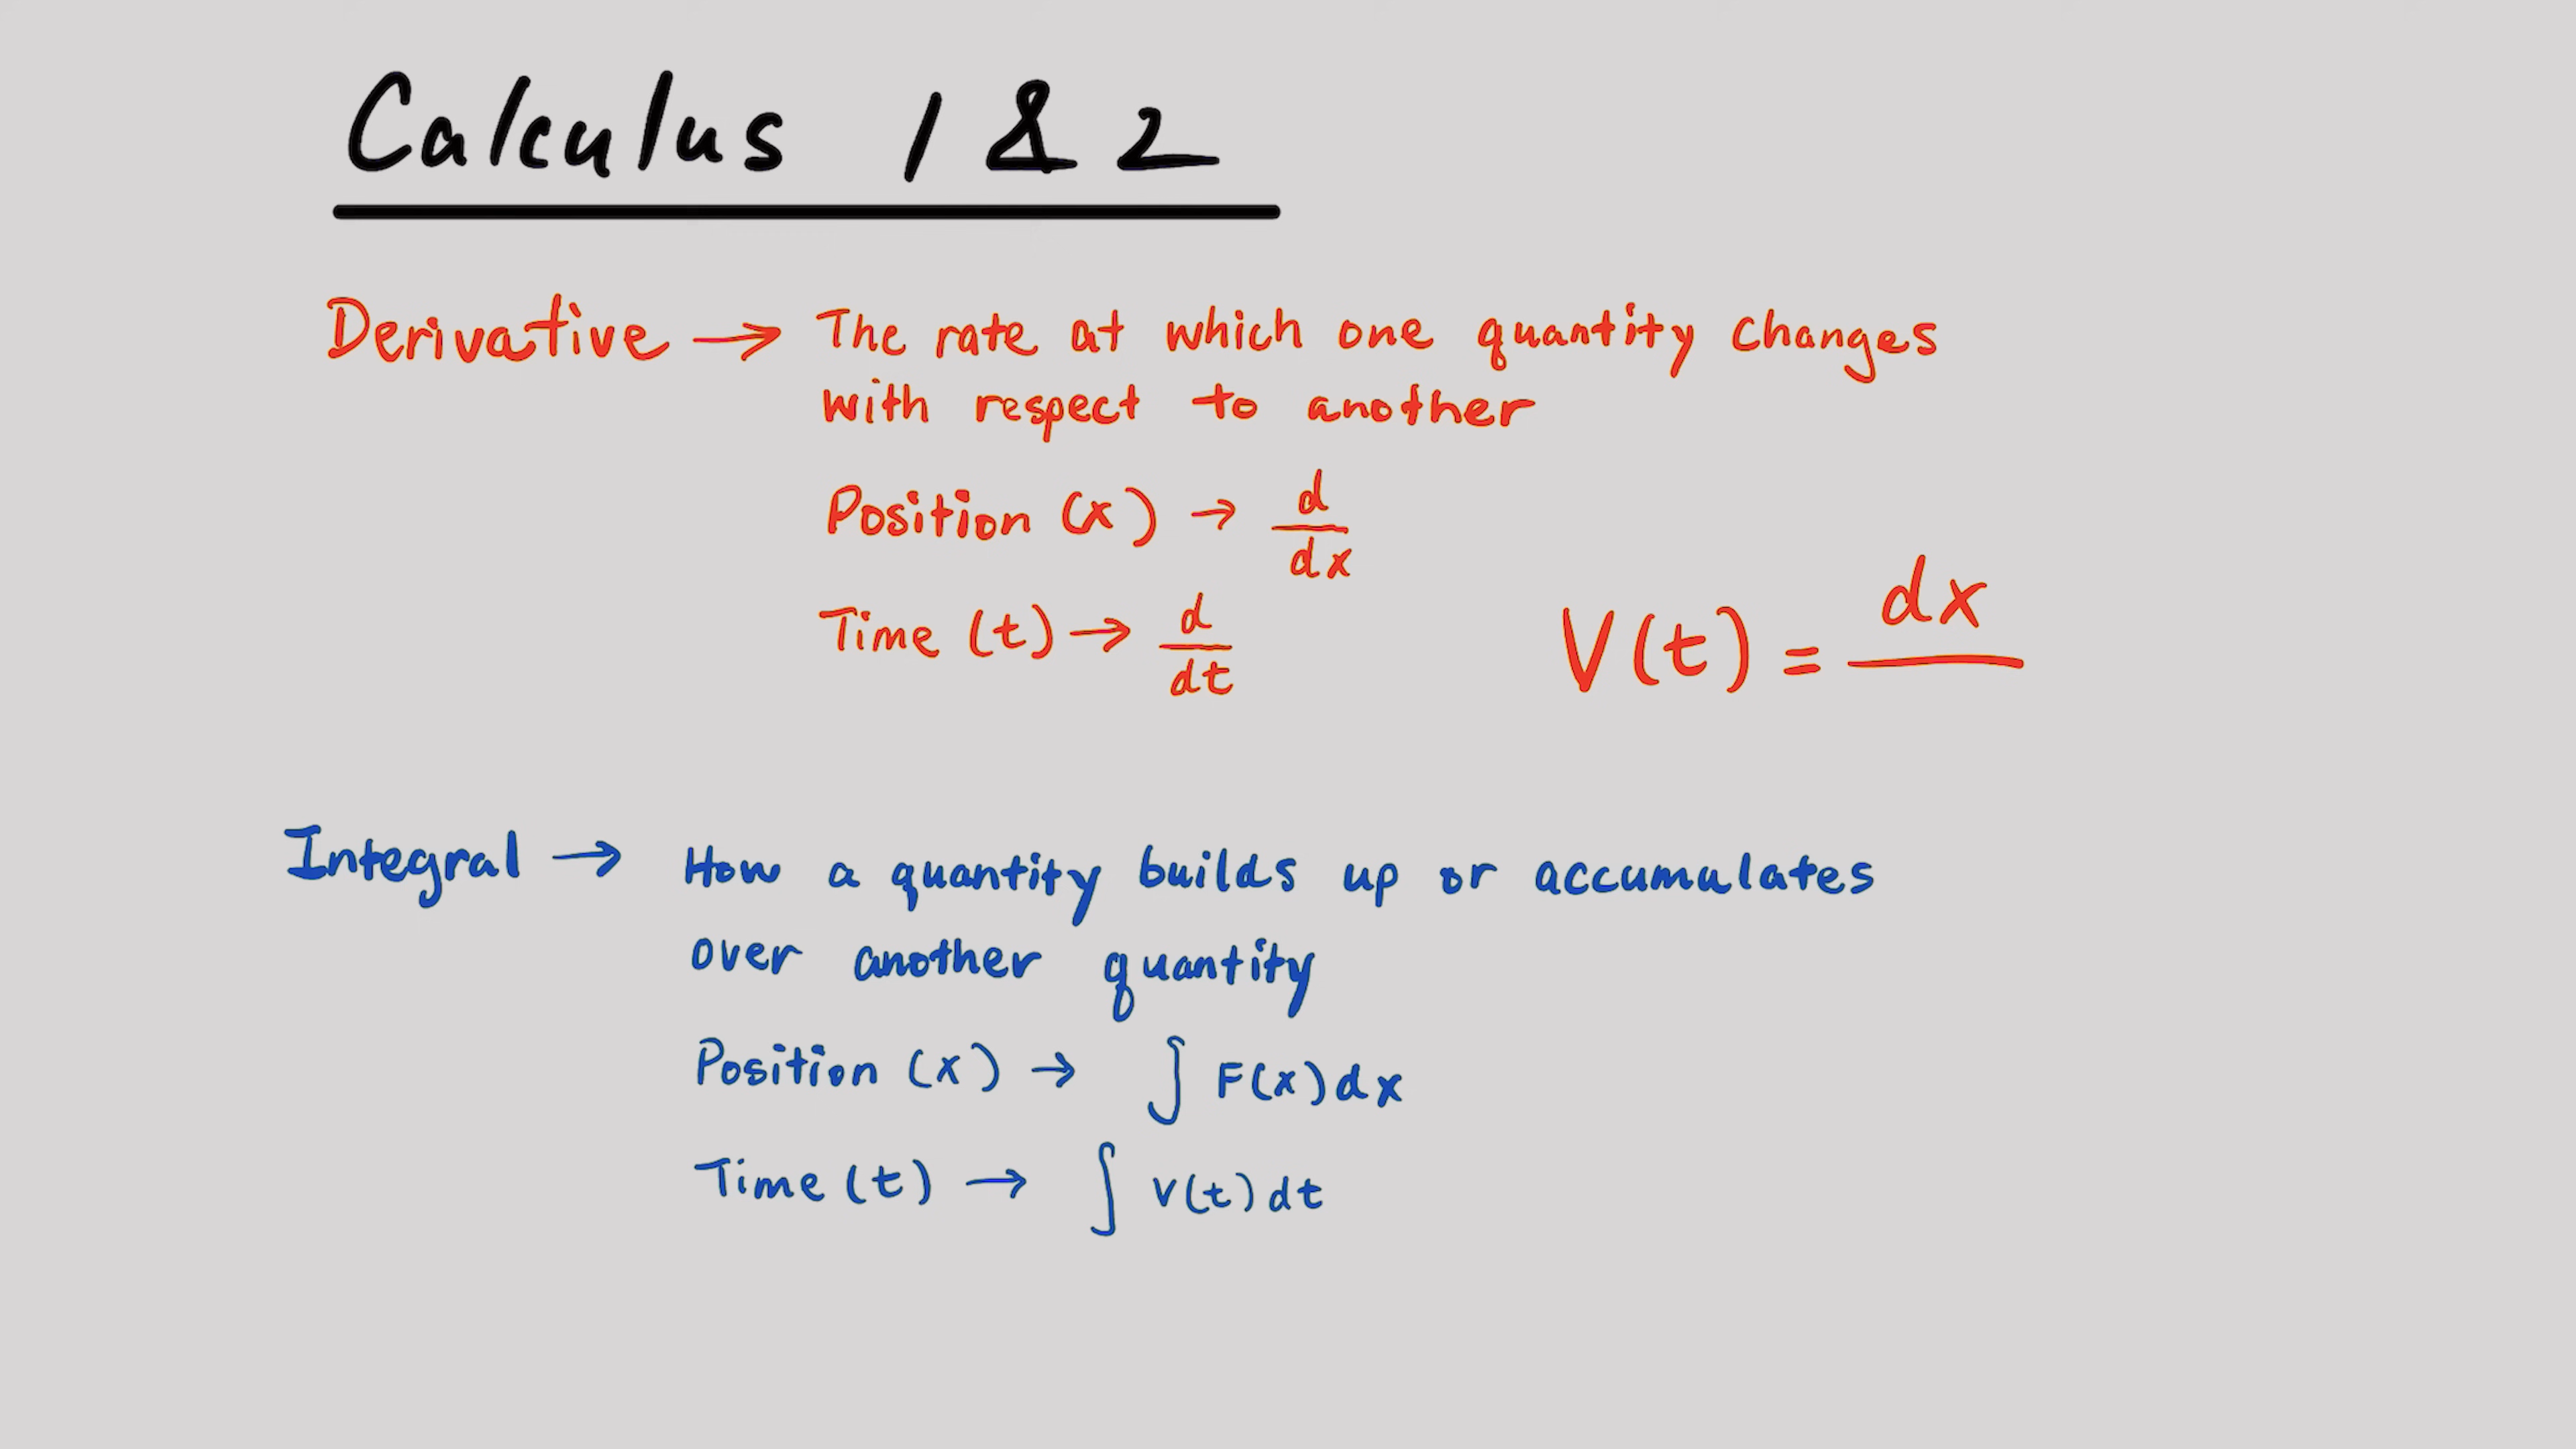 Calculus 1 & 2
Derivative → The rate at which one quantity changes
with respect to another
Position (x) → d/dx
Time (t) → d/dt
V(t) = dx/
Integral → How a quantity builds up or accumulates
over another quantity
Position (x) → ∫ F(x)dx
Time (t) → ∫ V(t)dt